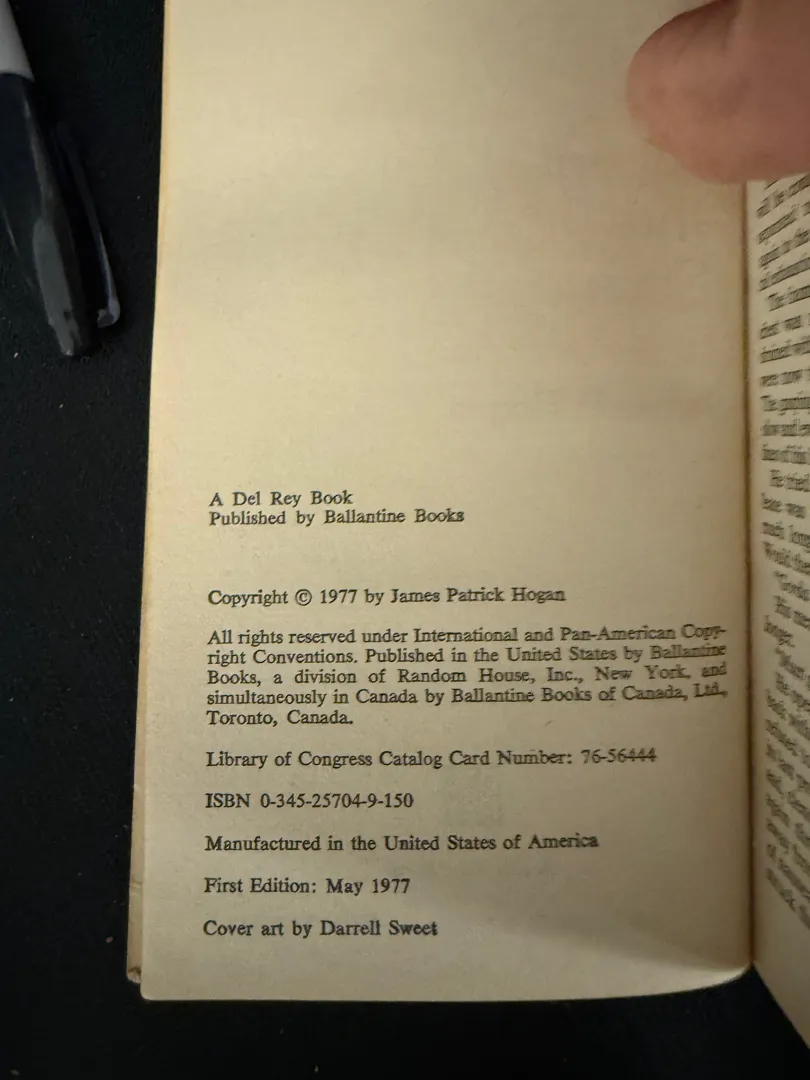 A Del Rey Book
Published by Ballantine Books
Copyright © 1977 by James Patrick Hogan
All rights reserved under International and Pan-American Copy-
right Conventions. Published in the United States by Ballantine
Books, a division of Random House, Inc., New York, and
simultaneously in Canada by Ballantine Books of Canada, Ltd.,
Toronto, Canada.
Library of Congress Catalog Card Number: 76-56444
ISBN 0-345-25704-9-150
Manufactured in the United States of America
First Edition: May 1977
Cover art by Darrell Sweet